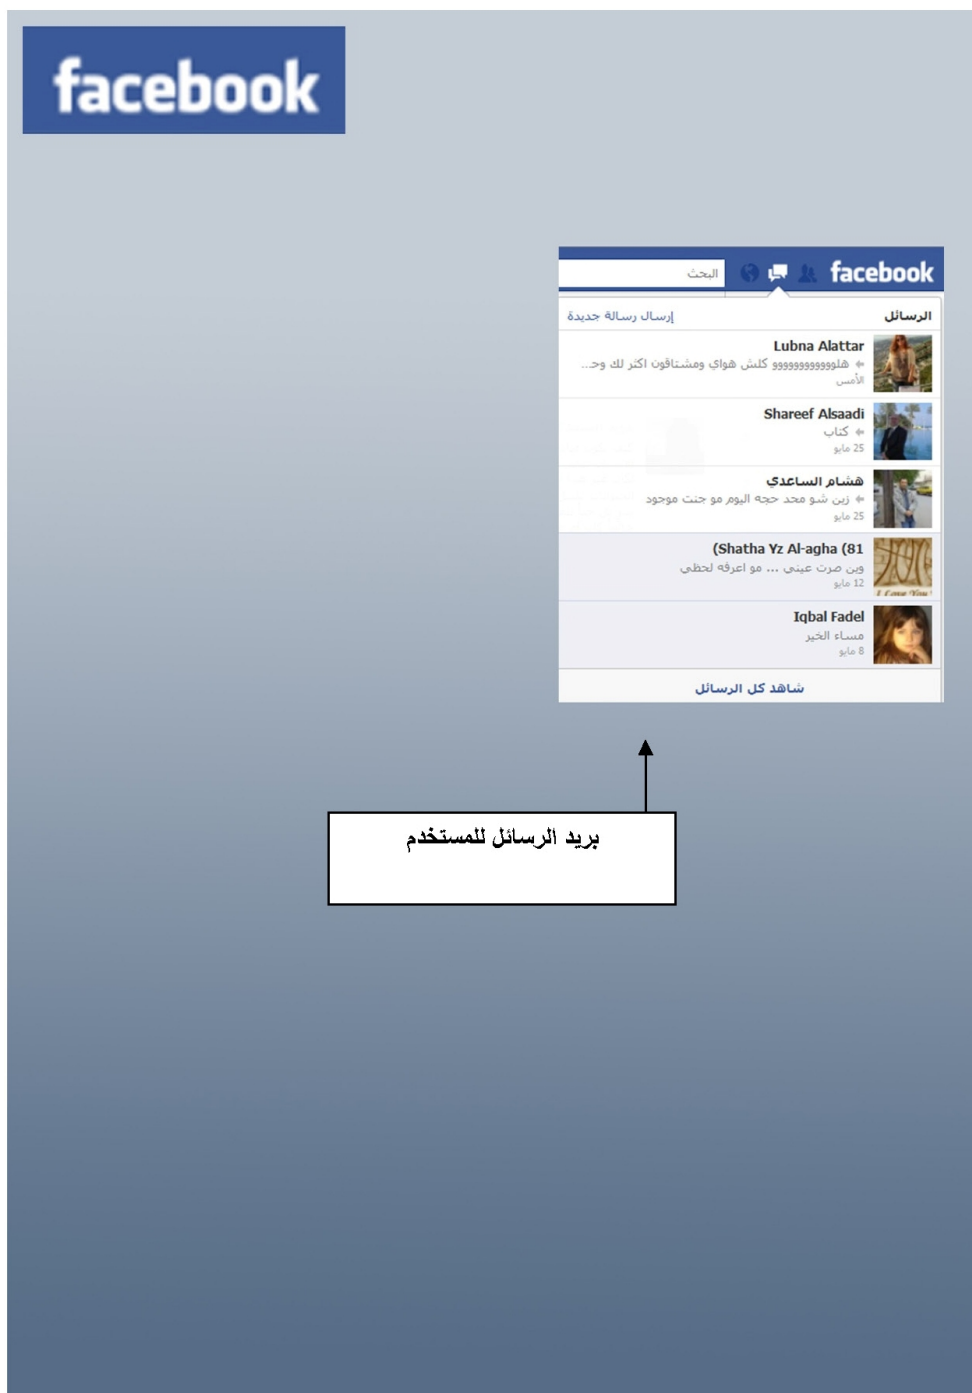 facebook
facebook
البحث
الرسائل
إرسال رسالة جديدة
Lubna Alattar
هلووووووووووو كلش هواي ومشتاقون اكثر لك وحـ...
الأمس
Shareef Alsaadi
كتاب
25 مايو
هشام الساعدي
زين شو محد حجه اليوم مو جنت موجود
25 مايو
(Shatha Yz Al-agha (81
وين صرت عيني ... مو اعرفه لحظي
12 مايو
I Love You
Iqbal Fadel
مساء الخير
8 مايو
شاهد كل الرسائل
بريد الرسائل للمستخدم